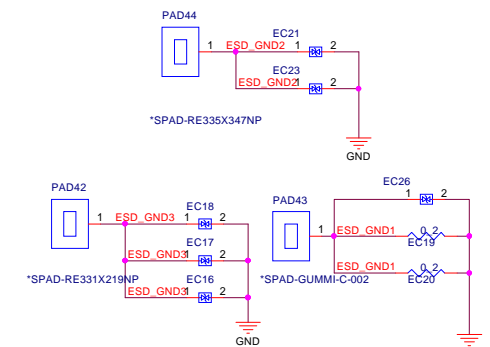 PAD44
EC21
1 ESD_GND2 1 2
EC23
ESD_GND2 1 2
*SPAD-RE335X347NP
GND
PAD42
EC18
1 ESD_GND3 1 2
EC17
ESD_GND3 1 2
EC16
*SPAD-RE331X219NP
ESD_GND3 1 2
GND
PAD43
EC26
1 2
1 ESD_GND1 0 2
EC19
ESD_GND1 0 2
*SPAD-GUMMI-C-002
EC20